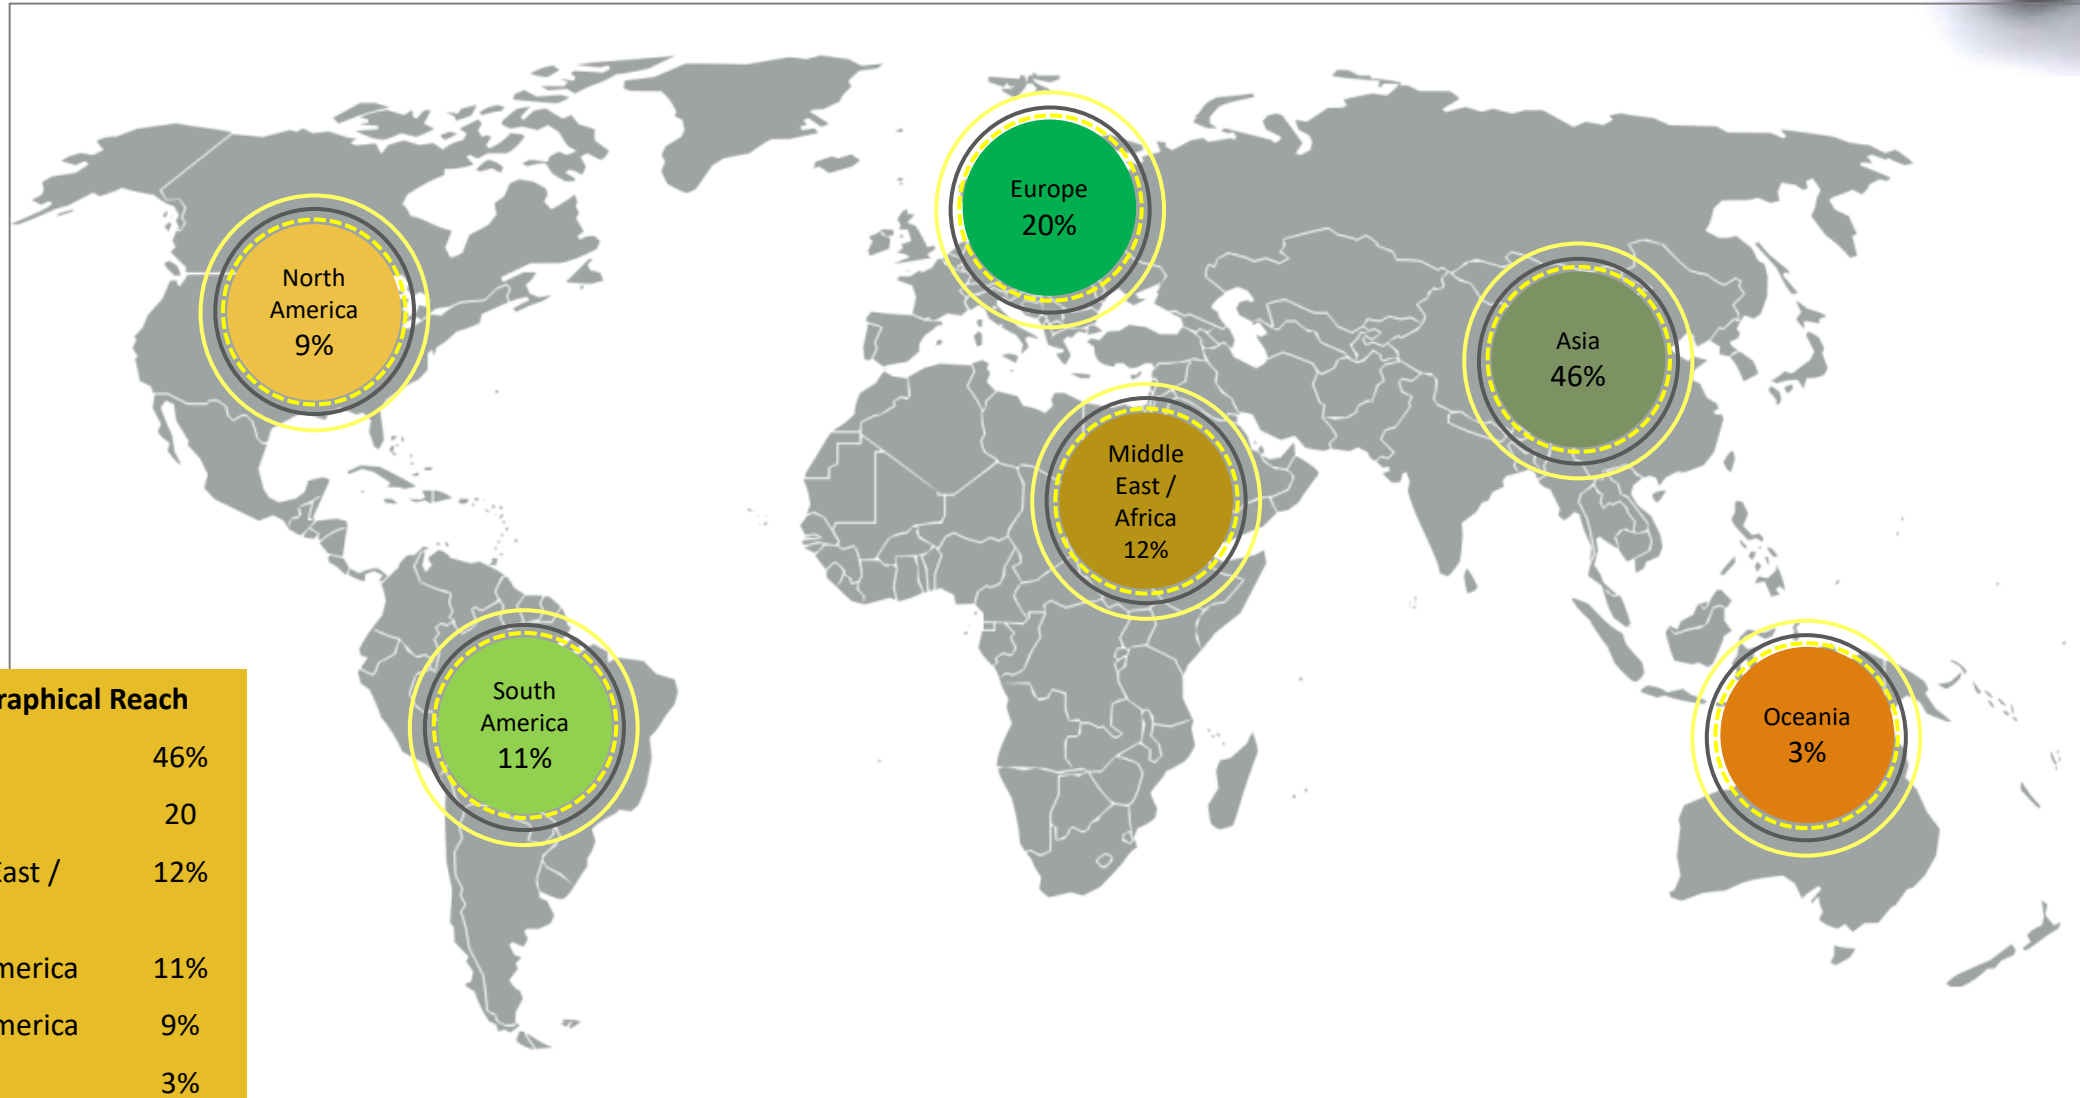 Europe
20%
North
America
9%
Asia
46%
Middle
East /
Africa
12%
South
America
11%
Oceania
3%
raphical Reach
46%
20
East / 12%
merica 11%
merica 9%
3%